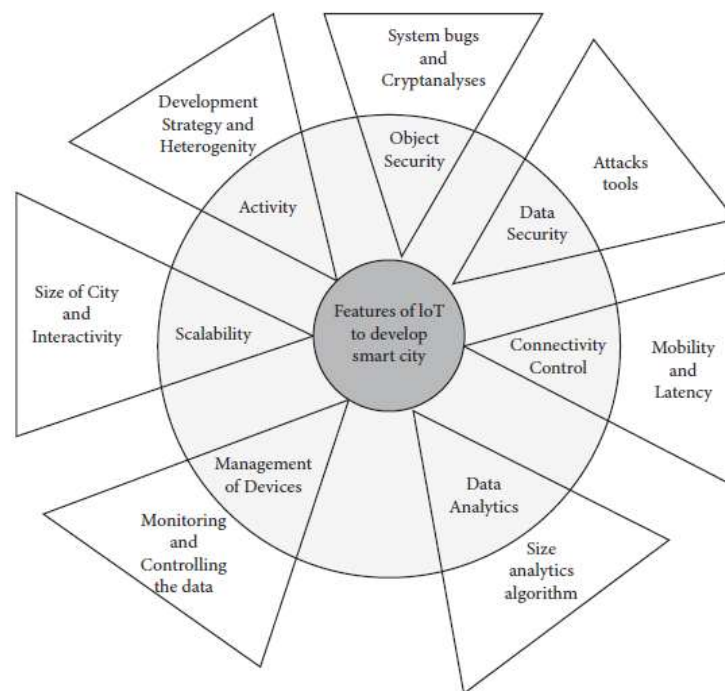 System bugs
and
Cryptanalyses
Object
Security
Attacks
tools
Data
Security
Mobility
and
Latency
Connectivity
Control
Size
analytics
algorithm
Data
Analytics
Monitoring
and
Controlling
the data
Management
of Devices
Size of City
and
Interactivity
Scalability
Development
Strategy and
Heterogenity
Activity
Features of IoT
to develop
smart city